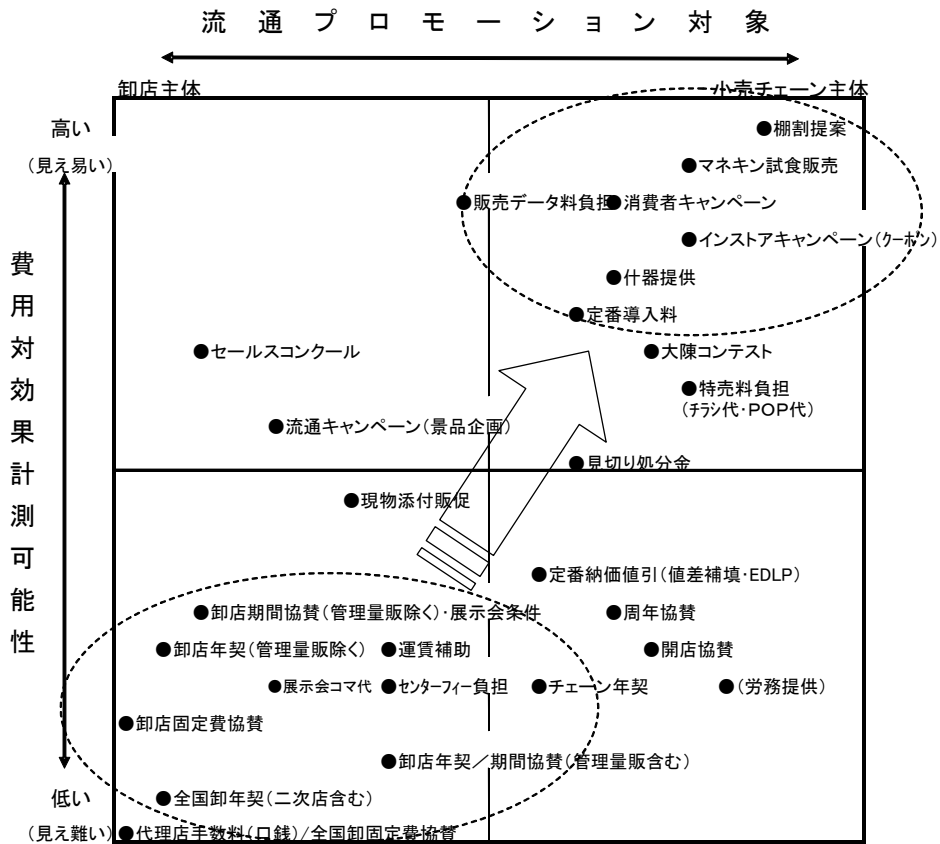 流通プロモーション対象
卸店主体
小売チェーン主体
高い
(見え易い)
費用対効果計測可能性
低い
(見え難い)
●棚割提案
●マネキン試食販売
●販売データ料負担
●消費者キャンペーン
●インストアキャンペーン(クーポン)
●什器提供
●定番導入料
●セールスコンクール
●大陳コンテスト
●特売料負担
(チラシ代・POP代)
●流通キャンペーン(景品企画)
●見切り処分金
●現物添付販促
●定番納価値引(値差補填・EDLP)
●卸店期間協賛(管理量販除く)・展示会条件
●周年協賛
●卸店年契(管理量販除く)
●運賃補助
●開店協賛
●展示会コマ代
●センターフィー負担
●チェーン年契
●(労務提供)
●卸店固定費協賛
●卸店年契／期間協賛(管理量販含む)
●全国卸年契(二次店含む)
●代理店手数料(口銭)/全国卸固定費協賛